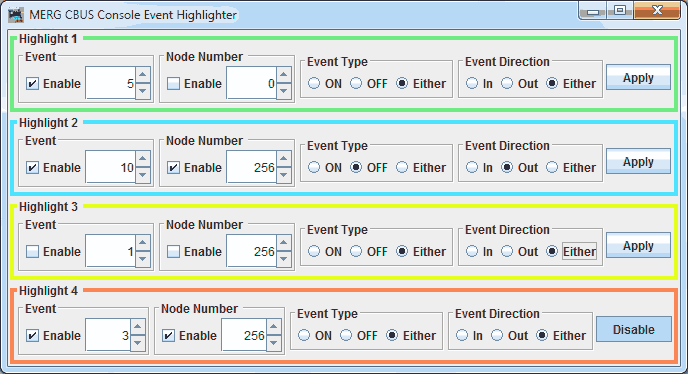 MERG CBUS Console Event Highlighter
Highlight 1
Event Node Number Event Type Event Direction
Enable 5 Enable 0 ON OFF Either In Out Either Apply
Highlight 2
Event Node Number Event Type Event Direction
Enable 10 Enable 256 ON OFF Either In Out Either Apply
Highlight 3
Event Node Number Event Type Event Direction
Enable 1 Enable 256 ON OFF Either In Out Either Apply
Highlight 4
Event Node Number Event Type Event Direction
Enable 3 Enable 256 ON OFF Either In Out Either Disable